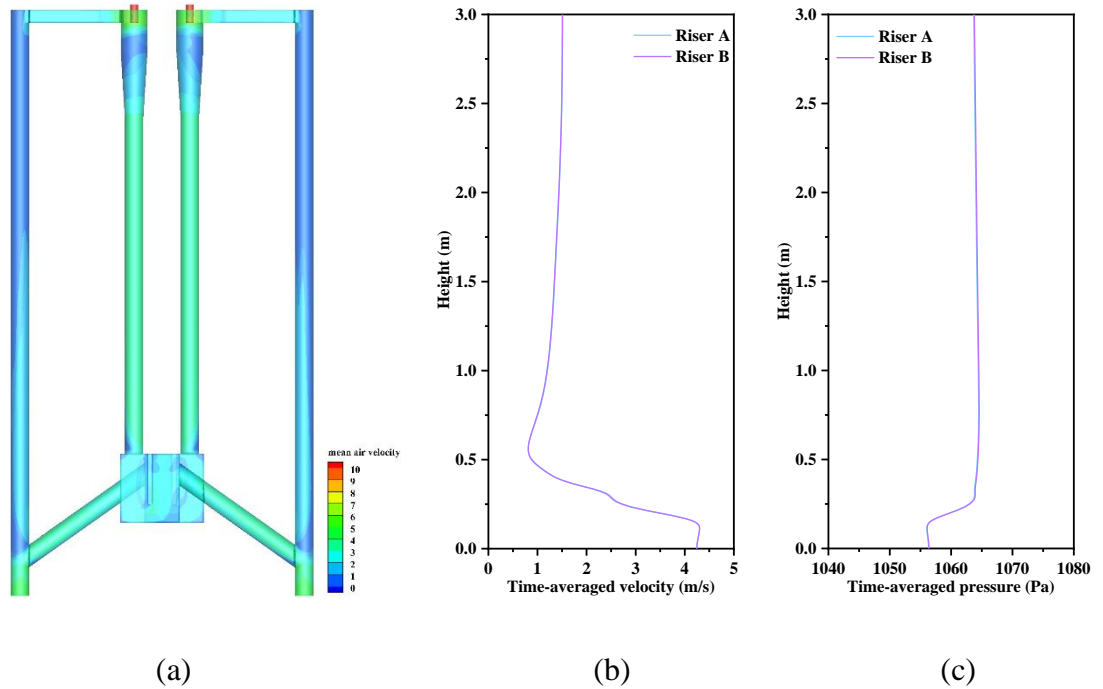 mean air velocity
10
9
8
7
6
5
4
3
2
1
0
(a)
3.0
2.5
2.0
1.5
1.0
0.5
0.0
Height (m)
Riser A
Riser B
0 1 2 3 4 5
Time-averaged velocity (m/s)
(b)
3.0
2.5
2.0
1.5
1.0
0.5
0.0
Height (m)
Riser A
Riser B
1040 1050 1060 1070 1080
Time-averaged pressure (Pa)
(c)